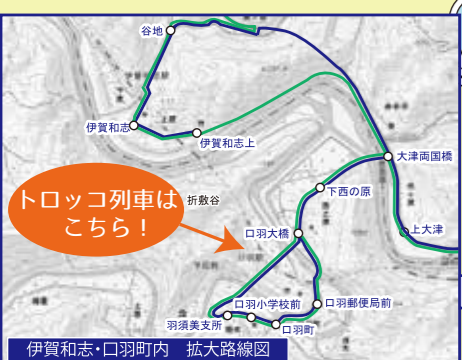 谷地
伊賀和志
伊賀和志上
大津両国橋
トロッコ列車は
こちら！
折敷谷
下西の原
口羽大橋
上大津
口羽小学校前
口羽郵便局前
羽須美支所
口羽町
伊賀和志・口羽町内 拡大路線図